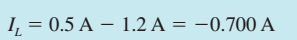 I_L = 0.5 A − 1.2 A = −0.700 A